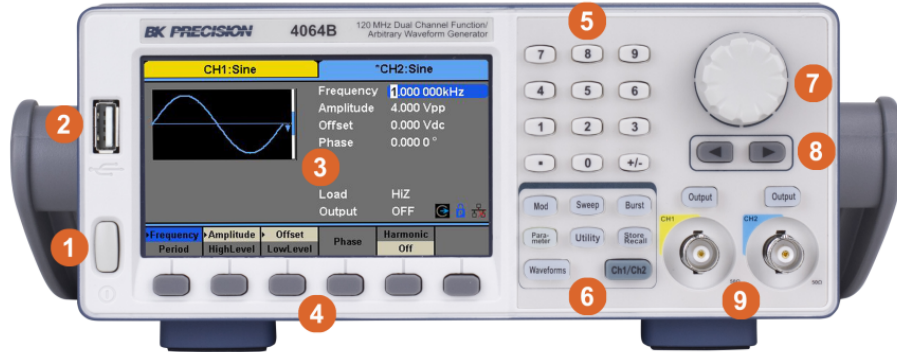 BK PRECISION 4064B 120 MHz Dual Channel Function/
Arbitrary Waveform Generator
CH1:Sine ~CH2:Sine
Frequency 1.000 000kHz
Amplitude 4.000 Vpp
Offset 0.000 Vdc
Phase 0.000 0 °
Load HiZ
Output OFF
Frequency Amplitude Offset Phase Harmonic
Period HighLevel LowLevel Off
1
2
3
4
5
7 8 9
4 5 6
1 2 3
. 0 +/-
Mod Sweep Burst
Para-
meter
Utility
Store
Recall
Waveforms Ch1/Ch2
6
7
8
Output Output
CH1 CH2
50Ω 50Ω
9